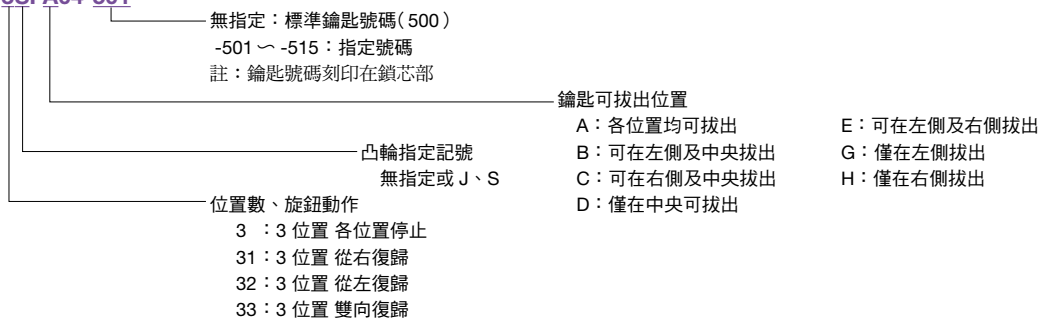 無指定：標準鑰匙號碼（500）
-501 ～ -515：指定號碼
註：鑰匙號碼刻印在鎖芯部
鑰匙可拔出位置
A：各位置均可拔出
B：可在左側及中央拔出
C：可在右側及中央拔出
D：僅在中央可拔出
E：可在左側及右側拔出
G：僅在左側拔出
H：僅在右側拔出
凸輪指定記號
無指定或 J、S
位置數、旋鈕動作
3 ：3 位置 各位置停止
31：3 位置 從右復歸
32：3 位置 從左復歸
33：3 位置 雙向復歸